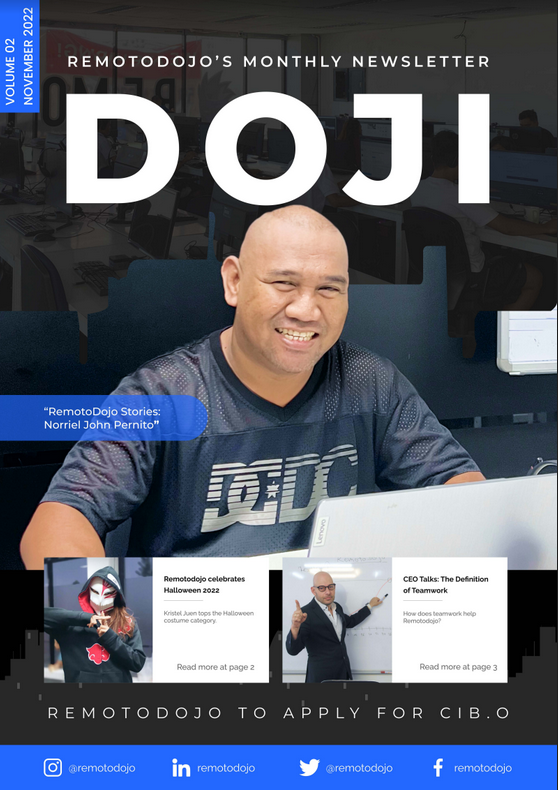 VOLUME 02
NOVEMBER 2022
REMOTODOJO'S MONTHLY NEWSLETTER
DOJI
"RemotoDojo Stories:
Norriel John Pernito"
DC
Lenovo
Remotodojo celebrates
Halloween 2022
Kristel Juen tops the Halloween
costume category.
Read more at page 2
CEO Talks: The Definition
of Teamwork
How does teamwork help
Remotodojo?
Read more at page 3
REMOTODOJO TO APPLY FOR CIB.O
@remotodojo
remotodojo
@remotodojo
remotodojo